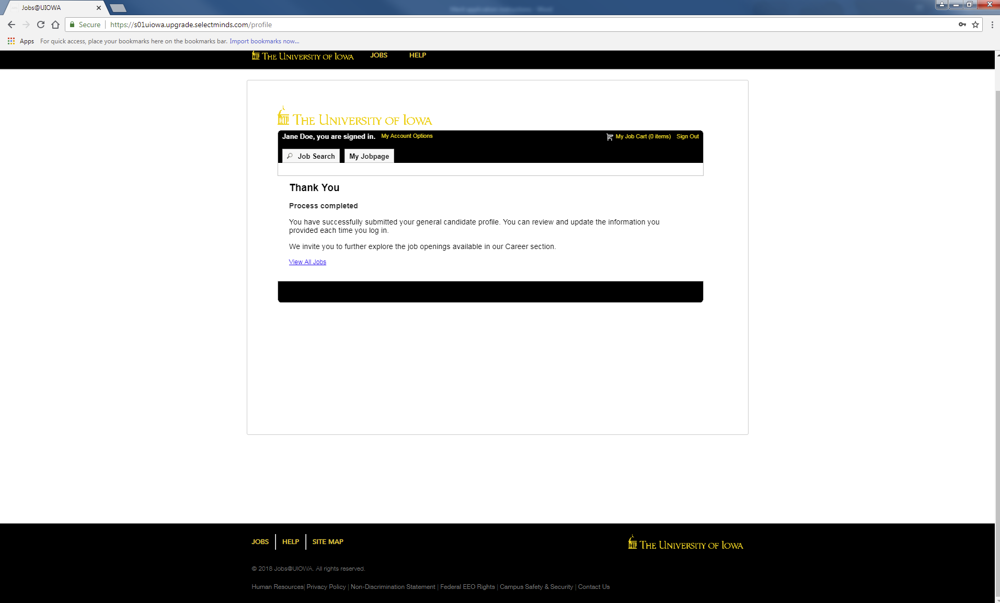 Jobs@UIOWA
Secure
https://s01uiowa.upgrade.selectminds.com/profile
Apps For quick access, place your bookmarks here on the bookmarks bar. Import bookmarks now...
THE UNIVERSITY OF IOWA JOBS HELP
THE UNIVERSITY OF IOWA
Jane Doe, you are signed in. My Account Options My Job Cart (0 items) Sign Out
Job Search My Jobpage
Thank You
Process completed
You have successfully submitted your general candidate profile. You can review and update the information you
provided each time you log in.
We invite you to further explore the job openings available in our Career section.
View All Jobs
JOBS HELP SITE MAP THE UNIVERSITY OF IOWA
© 2018 Jobs@UIOWA. All rights reserved.
Human Resources| Privacy Policy | Non-Discrimination Statement | Federal EEO Rights | Campus Safety & Security | Contact Us